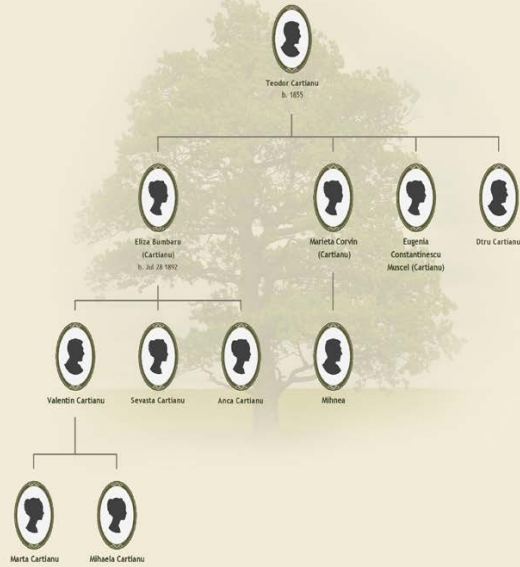 Teodor Cartianu
b. 1855
Eliza Bumbaru
(Cartianu)
b. Jul 28 1892
Marieta Corvin
(Cartianu)
Eugenia
Constantinescu
Muscel (Cartianu)
Dtru Cartianu
Valentin Cartianu
Sevasta Cartianu
Anca Cartianu
Mihnea
Marta Cartianu
Mihaela Cartianu